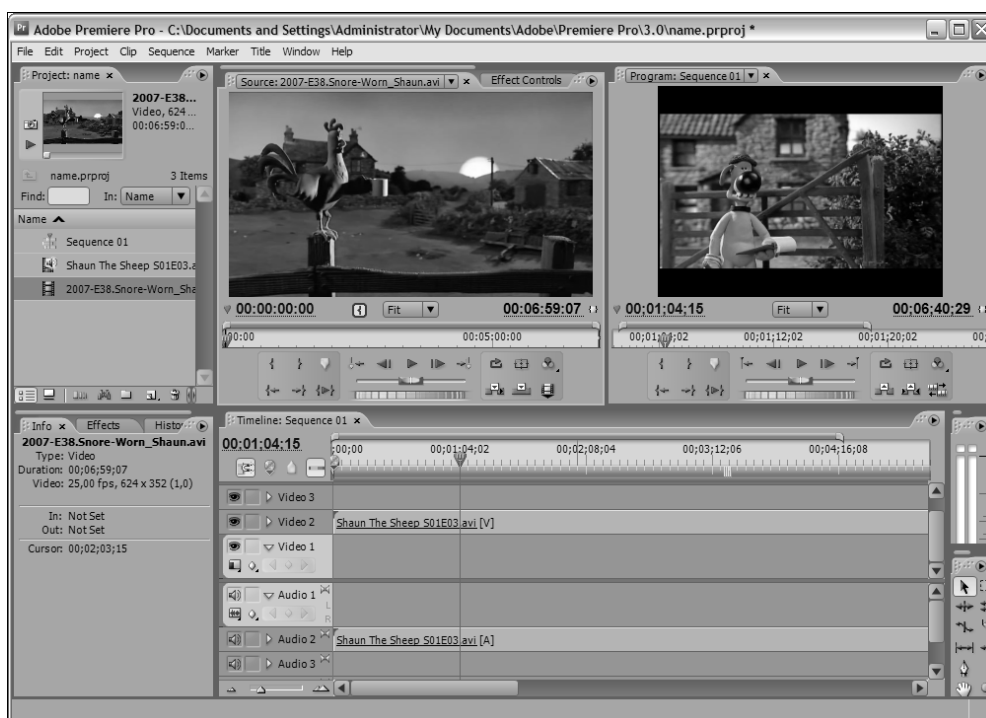 Pr Adobe Premiere Pro - C:\Documents and Settings\Administrator\My Documents\Adobe\Premiere Pro\3.0\name.prproj *
File Edit Project Clip Sequence Marker Title Window Help
Project: name ×
2007-E38...
Video, 624 ...
00:06:59:0...
name.prproj 3 Items
Find: In: Name
Name
Sequence 01
Shaun The Sheep S01E03.a
2007-E38.Snore-Worn_Sha
Source: 2007-E38.Snore-Worn_Shaun.avi × Effect Controls
00:00:00:00 Fit 00:06:59:07
00:00 00:05:00:00
Program: Sequence 01 ×
00;01;04;15 Fit 00;06;40;29
00;01;04;02 00;01;12;02 00;01;20;02 00;
Info × Effects Histo
2007-E38.Snore-Worn_Shaun.avi
Type: Video
Duration: 00;06;59;07
Video: 25,00 fps, 624 x 352 (1,0)
In: Not Set
Out: Not Set
Cursor: 00;02;03;15
Timeline: Sequence 01 ×
00;01;04;15
;00;00 00;01;04;02 00;02;08;04 00;03;12;06 00;04;16;08
Video 3
Video 2 Shaun The Sheep S01E03.avi [V]
Video 1
Audio 1 L
R
Audio 2 Shaun The Sheep S01E03.avi [A]
Audio 3